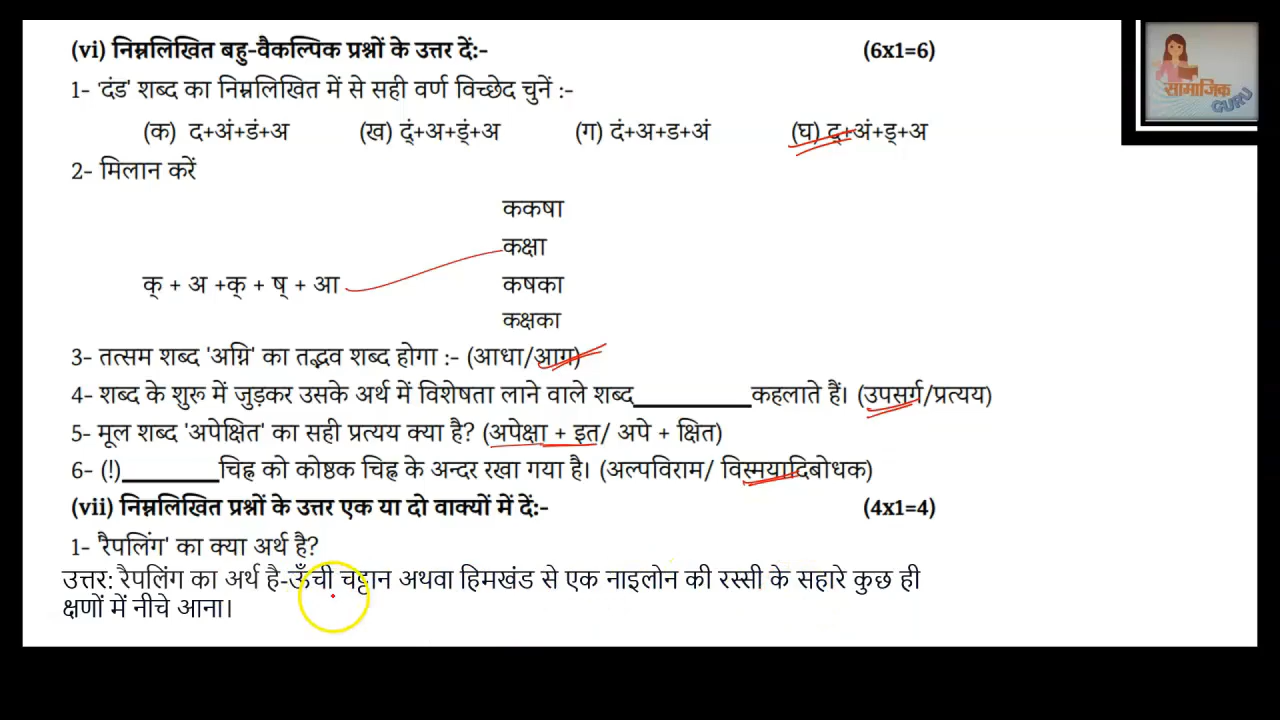 (vi) निम्नलिखित बहु-वैकल्पिक प्रश्नों के उत्तर दें:- (6x1=6)
1- 'दंड' शब्द का निम्नलिखित में से सही वर्ण विच्छेद चुनें :-
(क) द+अं+डं+अ (ख) द्ं+अ+ड्ं+अ (ग) दं+अ+ड+अं (घ) द्+अं+ड्+अ
2- मिलान करें
ककषा
कक्षा
क् + अ +क् + ष् + आ कषका
कक्षका
3- तत्सम शब्द 'अग्नि' का तद्भव शब्द होगा :- (आधा/आग)
4- शब्द के शुरू में जुड़कर उसके अर्थ में विशेषता लाने वाले शब्द__________कहलाते हैं। (उपसर्ग/प्रत्यय)
5- मूल शब्द 'अपेक्षित' का सही प्रत्यय क्या है? (अपेक्षा + इत/ अपे + क्षित)
6- (!)________चिह्न को कोष्ठक चिह्न के अन्दर रखा गया है। (अल्पविराम/ विस्मयादिबोधक)
(vii) निम्नलिखित प्रश्नों के उत्तर एक या दो वाक्यों में दें:- (4x1=4)
1- 'रैपलिंग' का क्या अर्थ है?
उत्तर: रैपलिंग का अर्थ है-ऊँची चट्टान अथवा हिमखंड से एक नाइलोन की रस्सी के सहारे कुछ ही
क्षणों में नीचे आना।
सामाजिक
GURU